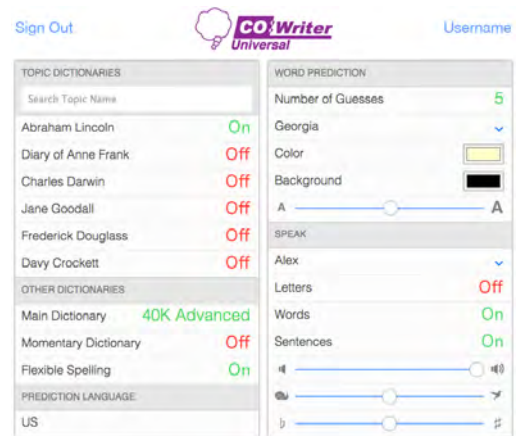 Sign Out
CO:Writer
Universal
Username
TOPIC DICTIONARIES
Search Topic Name
Abraham Lincoln On
Diary of Anne Frank Off
Charles Darwin Off
Jane Goodall Off
Frederick Douglass Off
Davy Crockett Off
OTHER DICTIONARIES
Main Dictionary 40K Advanced
Momentary Dictionary Off
Flexible Spelling On
PREDICTION LANGUAGE
US
WORD PREDICTION
Number of Guesses 5
Georgia
Color
Background
A A
SPEAK
Alex
Letters Off
Words On
Sentences On
♭ ♯